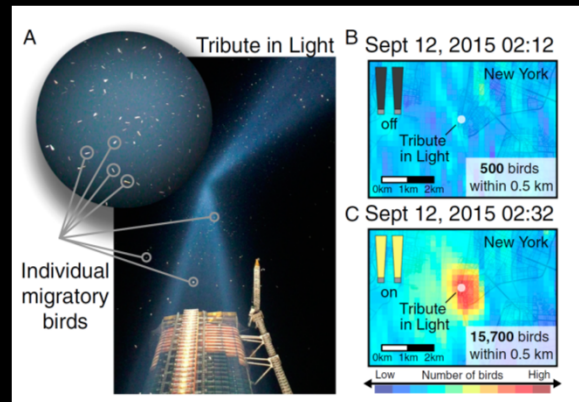 A
Tribute in Light
Individual
migratory
birds
B
Sept 12, 2015 02:12
New York
off
Tribute
in Light
500 birds
within 0.5 km
0km 1km 2km
C
Sept 12, 2015 02:32
New York
on
Tribute
in Light
15,700 birds
within 0.5 km
0km 1km 2km
Low Number of birds High